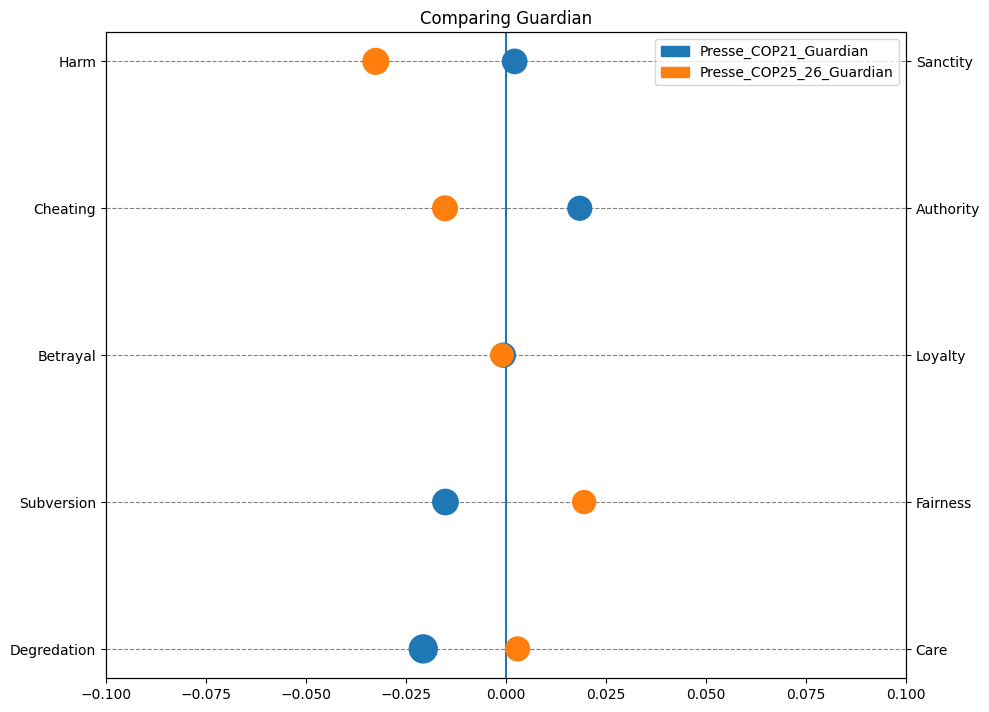 Comparing Guardian
Presse_COP21_Guardian
Presse_COP25_26_Guardian
Harm
Sanctity
Cheating
Authority
Betrayal
Loyalty
Subversion
Fairness
Degredation
Care
−0.100 −0.075 −0.050 −0.025 0.000 0.025 0.050 0.075 0.100